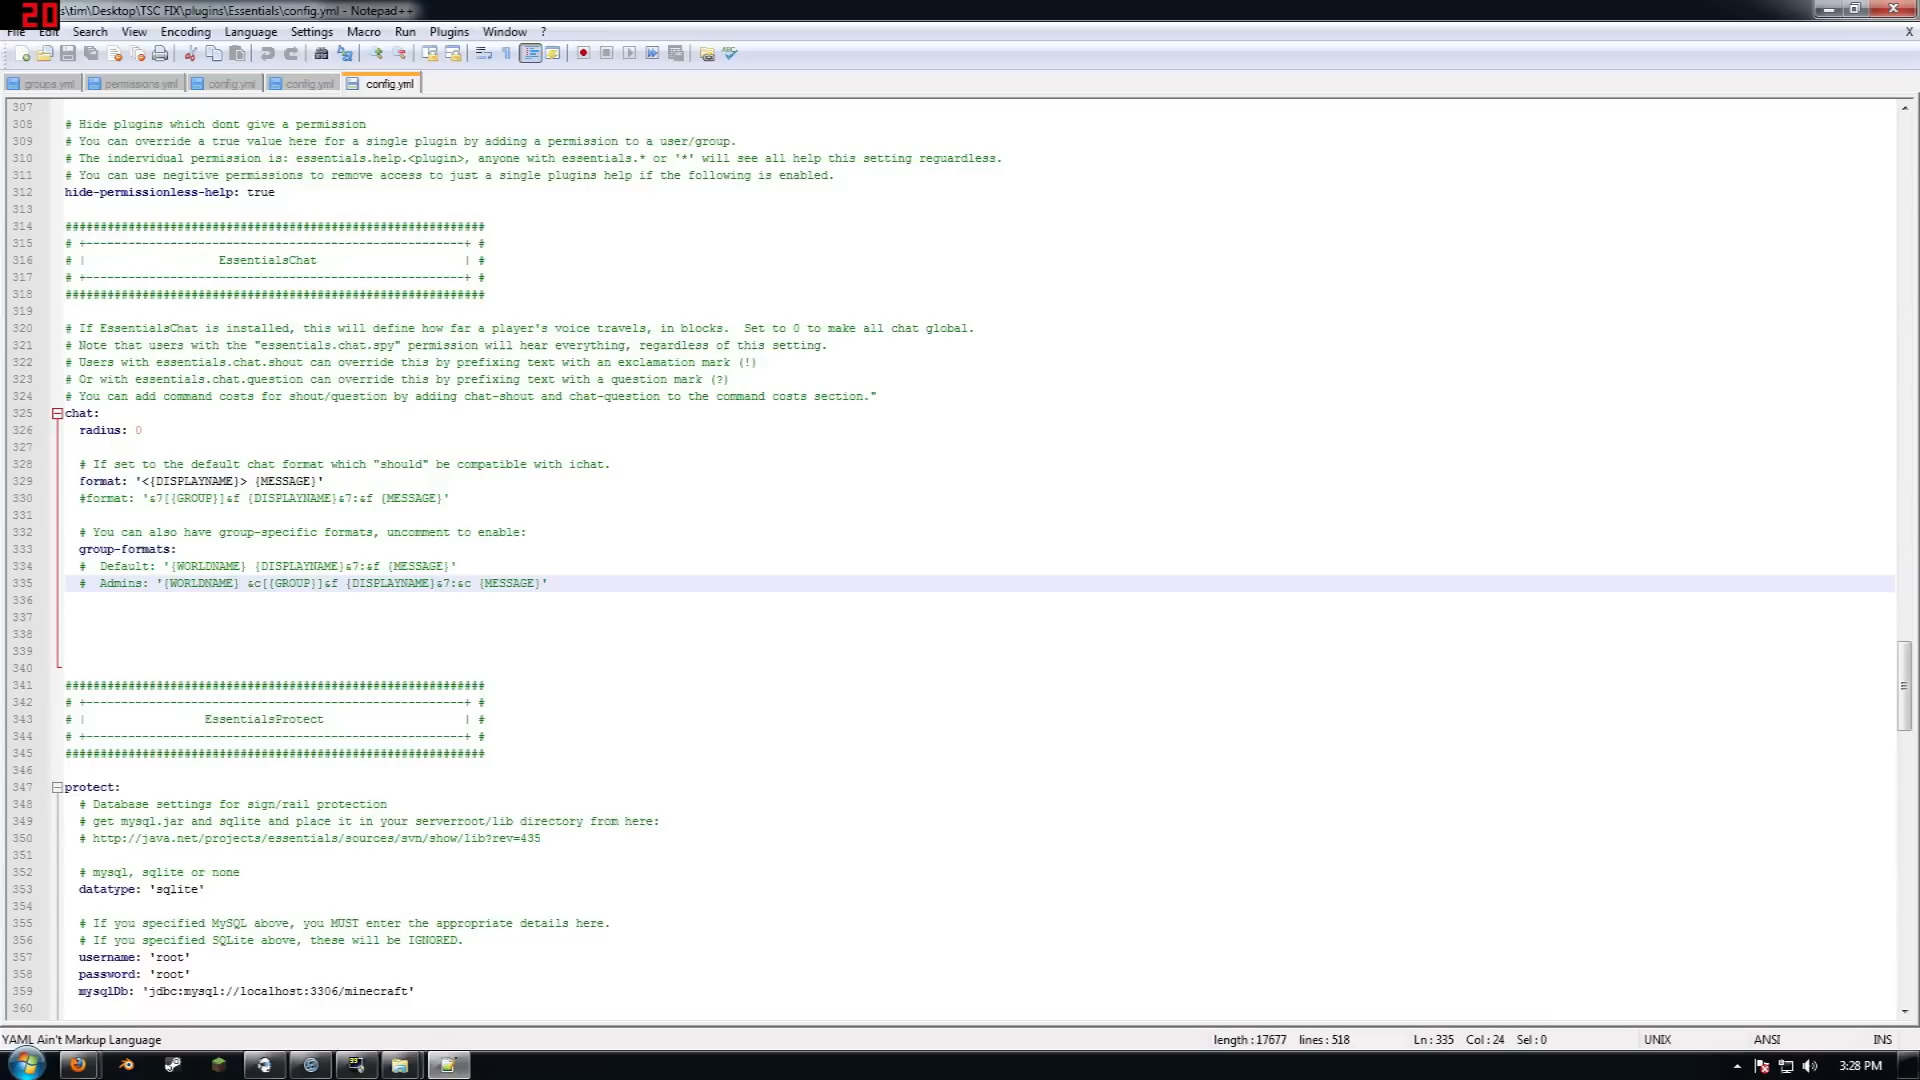 20
s\tim\Desktop\TSC FIX\plugins\Essentials\config.yml - Notepad++
File Edit Search View Encoding Language Settings Macro Run Plugins Window ? X
groups.yml permissions.yml config.yml config.yml config.yml
307
308 # Hide plugins which dont give a permission
309 # You can override a true value here for a single plugin by adding a permission to a user/group.
310 # The indervidual permission is: essentials.help.<plugin>, anyone with essentials.* or '*' will see all help this setting reguardless.
311 # You can use negitive permissions to remove access to just a single plugins help if the following is enabled.
312 hide-permissionless-help: true
313
314 ############################################################
315 # +------------------------------------------------------+ #
316 # | EssentialsChat | #
317 # +------------------------------------------------------+ #
318 ############################################################
319
320 # If EssentialsChat is installed, this will define how far a player's voice travels, in blocks.  Set to 0 to make all chat global.
321 # Note that users with the "essentials.chat.spy" permission will hear everything, regardless of this setting.
322 # Users with essentials.chat.shout can override this by prefixing text with an exclamation mark (!)
323 # Or with essentials.chat.question can override this by prefixing text with a question mark (?)
324 # You can add command costs for shout/question by adding chat-shout and chat-question to the command costs section."
325 chat:
326 radius: 0
327
328 # If set to the default chat format which "should" be compatible with ichat.
329 format: '<{DISPLAYNAME}> {MESSAGE}'
330 #format: '&7[{GROUP}]&f {DISPLAYNAME}&7:&f {MESSAGE}'
331
332 # You can also have group-specific formats, uncomment to enable:
333 group-formats:
334 #  Default: '{WORLDNAME} {DISPLAYNAME}&7:&f {MESSAGE}'
335 #  Admins: '{WORLDNAME} &c[{GROUP}]&f {DISPLAYNAME}&7:&c {MESSAGE}'
336
337
338
339
340
341 ############################################################
342 # +------------------------------------------------------+ #
343 # | EssentialsProtect | #
344 # +------------------------------------------------------+ #
345 ############################################################
346
347 protect:
348 # Database settings for sign/rail protection
349 # get mysql.jar and sqlite and place it in your serverroot/lib directory from here:
350 # http://java.net/projects/essentials/sources/svn/show/lib?rev=435
351
352 # mysql, sqlite or none
353 datatype: 'sqlite'
354
355 # If you specified MySQL above, you MUST enter the appropriate details here.
356 # If you specified SQLite above, these will be IGNORED.
357 username: 'root'
358 password: 'root'
359 mysqlDb: 'jdbc:mysql://localhost:3306/minecraft'
360
YAML Ain't Markup Language length : 17677 lines : 518 Ln : 335 Col : 24 Sel : 0 UNIX ANSI INS
3:28 PM